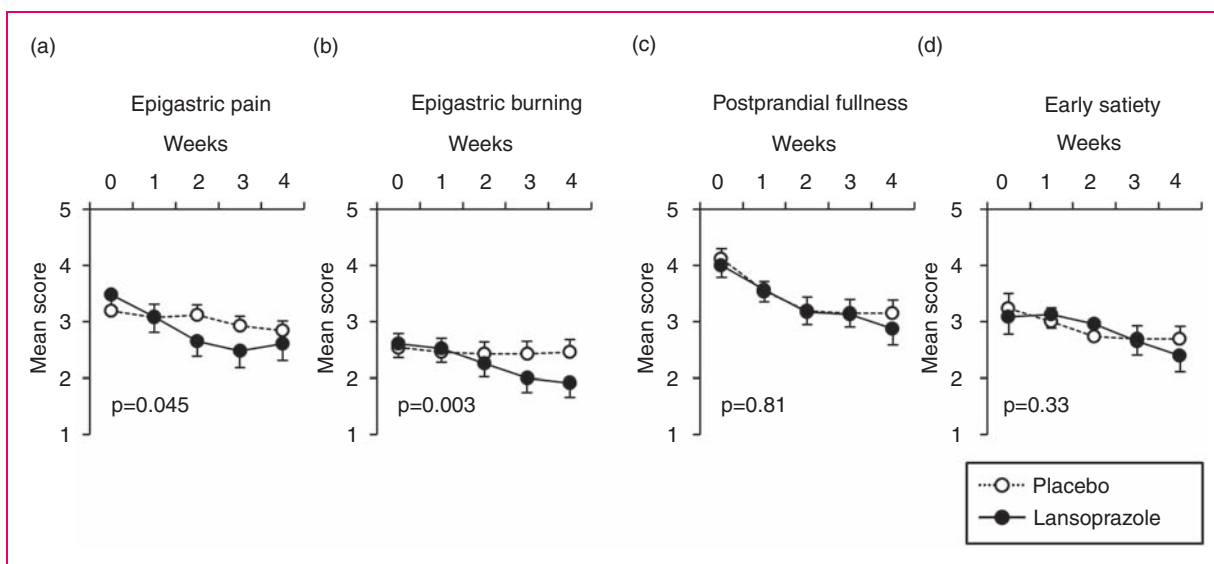 (a)
Epigastric pain
Weeks
0 1 2 3 4
5
4
3
2
1
Mean score
p=0.045
(b)
Epigastric burning
Weeks
0 1 2 3 4
5
4
3
2
1
Mean score
p=0.003
(c)
Postprandial fullness
Weeks
0 1 2 3 4
5
4
3
2
1
Mean score
p=0.81
(d)
Early satiety
Weeks
0 1 2 3 4
5
4
3
2
1
Mean score
p=0.33
Placebo
Lansoprazole